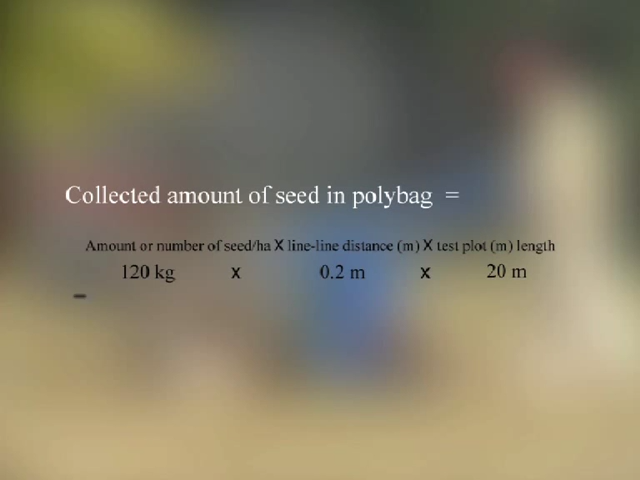 Collected amount of seed in polybag =
Amount or number of seed/ha X line-line distance (m) X test plot (m) length
120 kg x 0.2 m x 20 m